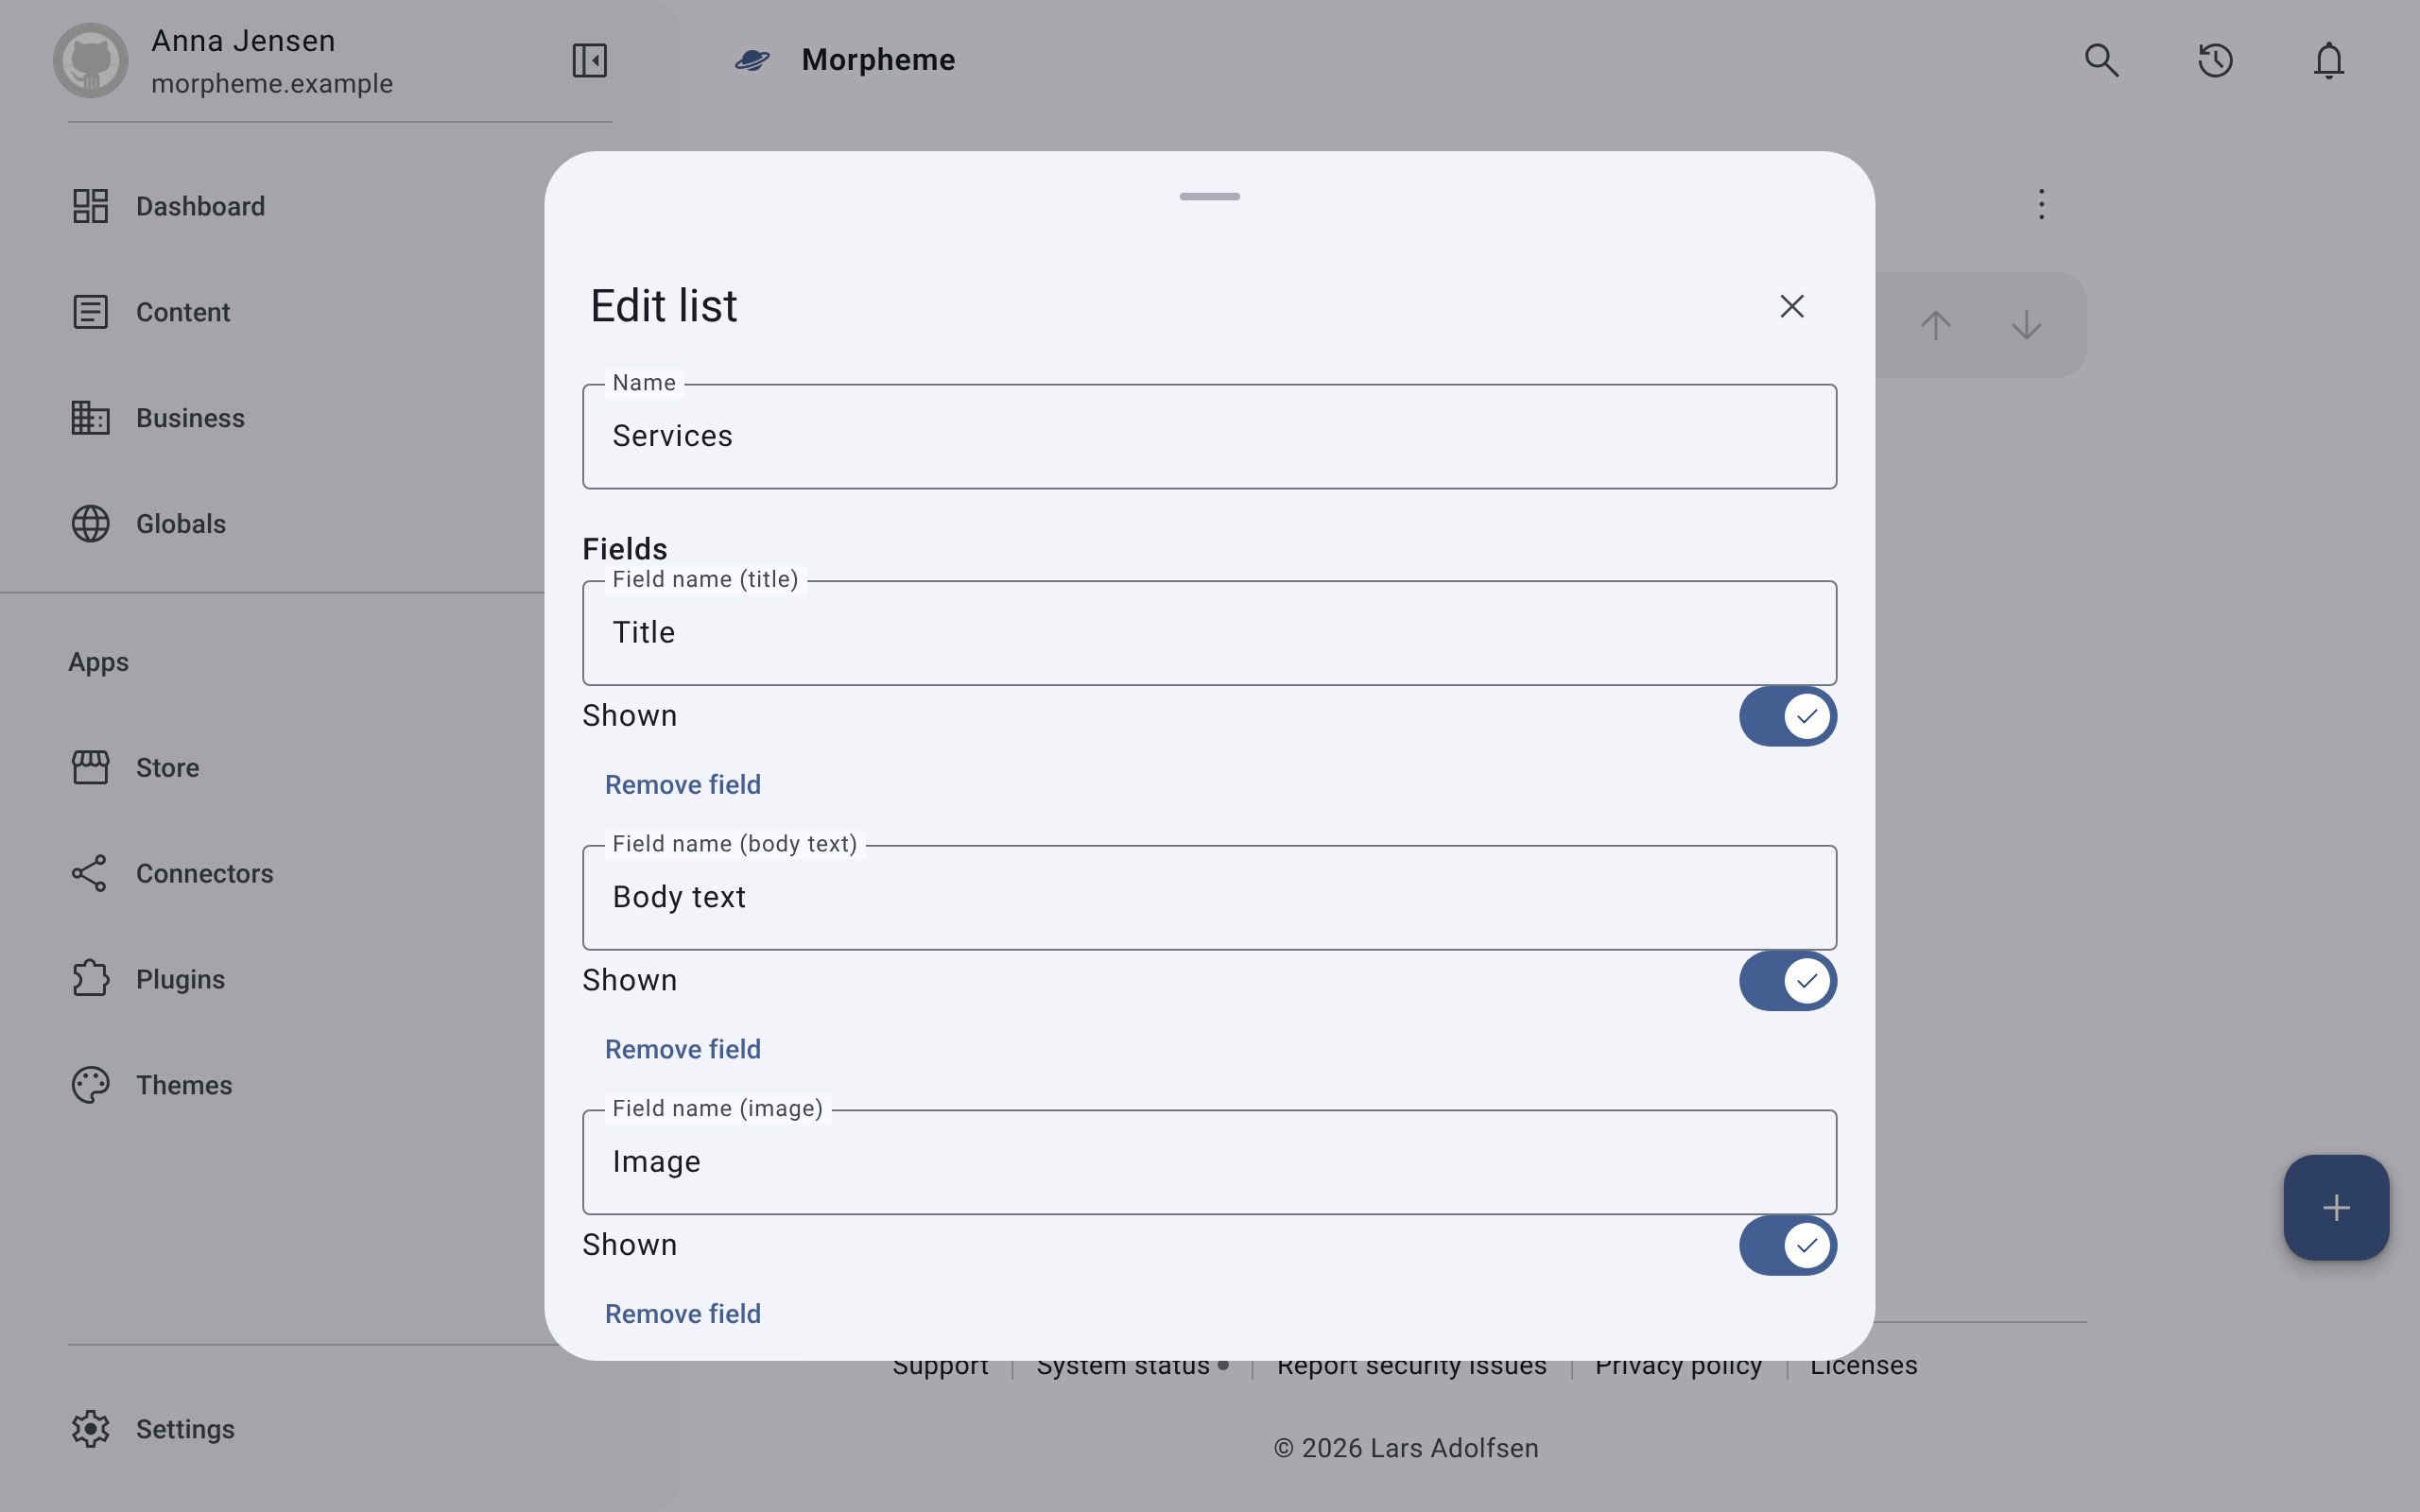 Anna Jensen
morpheme.example
Morpheme
Dashboard
Content
Business
Globals
Apps
Store
Connectors
Plugins
Themes
Settings
Edit list
Name
Services
Fields
Field name (title)
Title
Shown
Remove field
Field name (body text)
Body text
Shown
Remove field
Field name (image)
Image
Shown
Remove field
Support System status Report security issues Privacy policy Licenses
© 2026 Lars Adolfsen